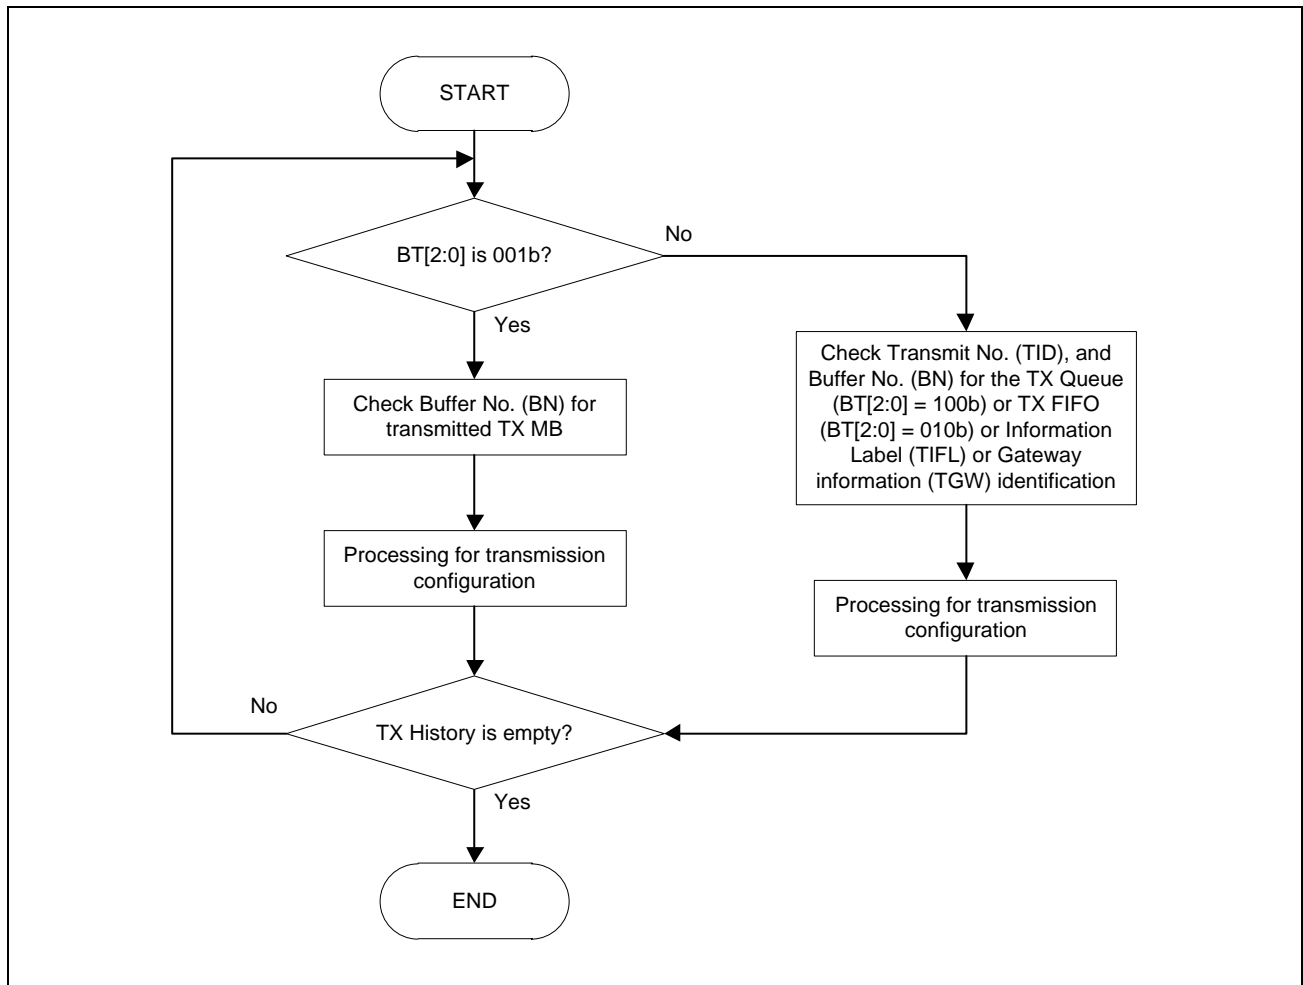 START
BT[2:0] is 001b?
No
Yes
Check Buffer No. (BN) for
transmitted TX MB
Check Transmit No. (TID), and
Buffer No. (BN) for the TX Queue
(BT[2:0] = 100b) or TX FIFO
(BT[2:0] = 010b) or Information
Label (TIFL) or Gateway
information (TGW) identification
Processing for transmission
configuration
Processing for transmission
configuration
No
TX History is empty?
Yes
END